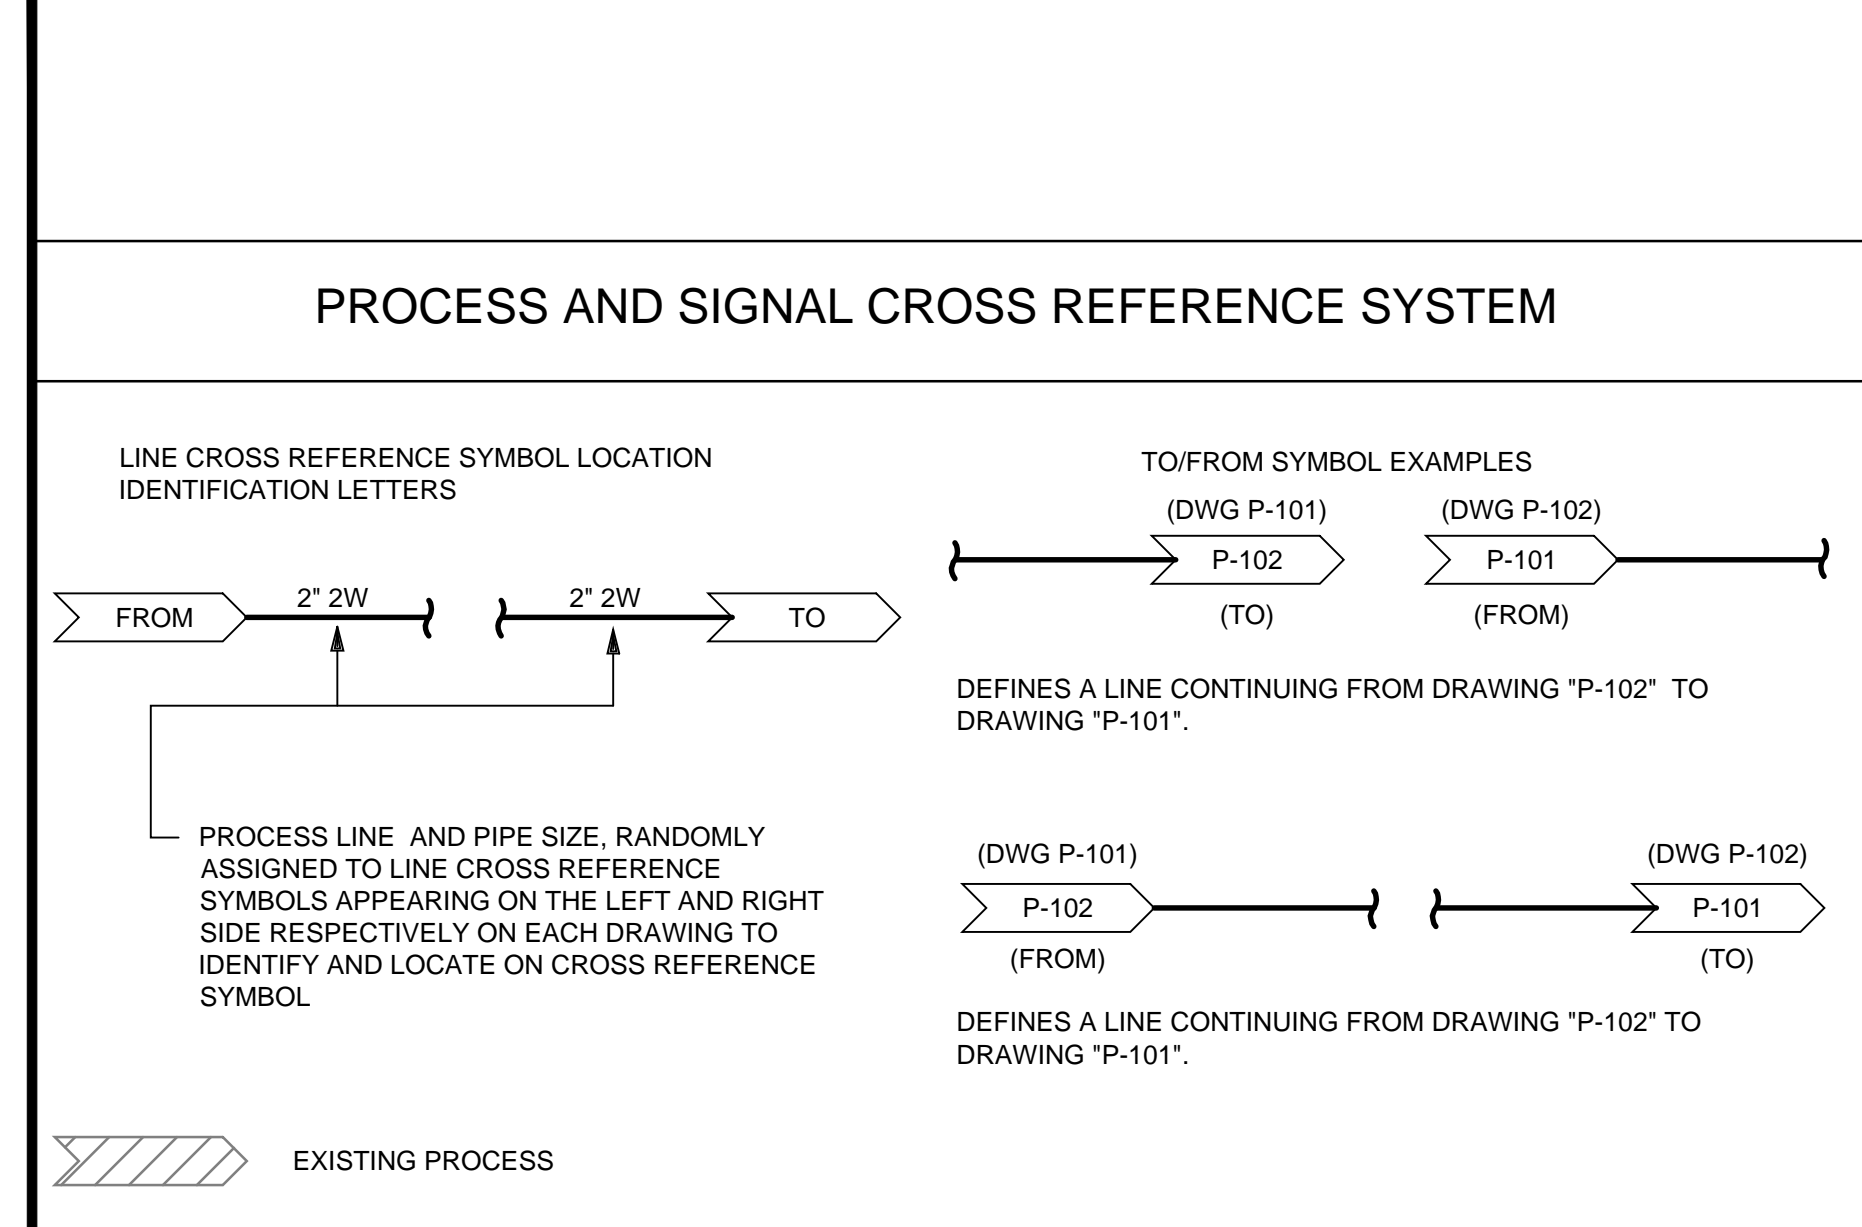 PROCESS AND SIGNAL CROSS REFERENCE SYSTEM
LINE CROSS REFERENCE SYMBOL LOCATION
IDENTIFICATION LETTERS
FROM
2" 2W
2" 2W
TO
PROCESS LINE AND PIPE SIZE, RANDOMLY
ASSIGNED TO LINE CROSS REFERENCE
SYMBOLS APPEARING ON THE LEFT AND RIGHT
SIDE RESPECTIVELY ON EACH DRAWING TO
IDENTIFY AND LOCATE ON CROSS REFERENCE
SYMBOL
EXISTING PROCESS
TO/FROM SYMBOL EXAMPLES
(DWG P-101)
(DWG P-102)
P-102
P-101
(TO)
(FROM)
DEFINES A LINE CONTINUING FROM DRAWING "P-102" TO
DRAWING "P-101".
(DWG P-101)
(DWG P-102)
P-102
P-101
(FROM)
(TO)
DEFINES A LINE CONTINUING FROM DRAWING "P-102" TO
DRAWING "P-101".